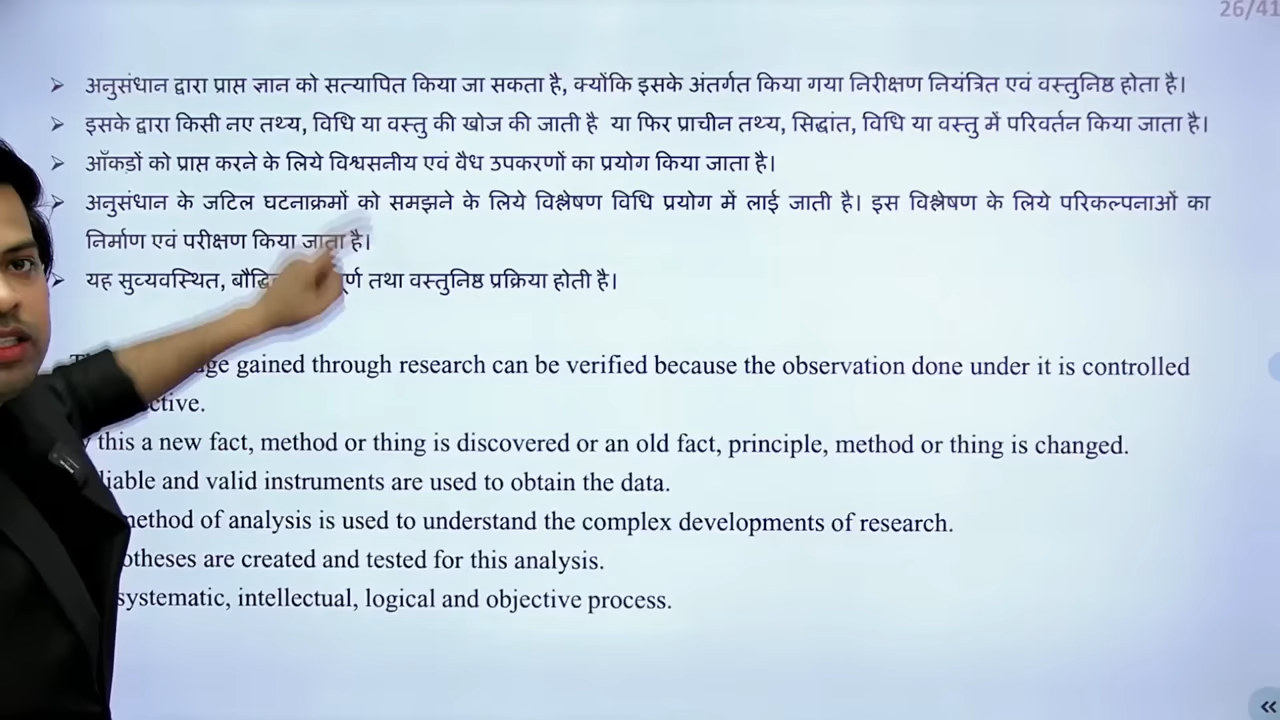 26/41
➢ अनुसंधान द्वारा प्राप्त ज्ञान को सत्यापित किया जा सकता है, क्योंकि इसके अंतर्गत किया गया निरीक्षण नियंत्रित एवं वस्तुनिष्ठ होता है।
➢ इसके द्वारा किसी नए तथ्य, विधि या वस्तु की खोज की जाती है या फिर प्राचीन तथ्य, सिद्धांत, विधि या वस्तु में परिवर्तन किया जाता है।
➢ आँकड़ों को प्राप्त करने के लिये विश्वसनीय एवं वैध उपकरणों का प्रयोग किया जाता है।
➢ अनुसंधान के जटिल घटनाक्रमों को समझने के लिये विश्लेषण विधि प्रयोग में लाई जाती है। इस विश्लेषण के लिये परिकल्पनाओं का
निर्माण एवं परीक्षण किया जाता है।
➢ यह सुव्यवस्थित, तथा वस्तुनिष्ठ प्रक्रिया होती है।
gained through research can be verified because the observation done under it is controlled
this a new fact, method or thing is discovered or an old fact, principle, method or thing is changed.
and valid instruments are used to obtain the data.
method of analysis is used to understand the complex developments of research.
are created and tested for this analysis.
systematic, intellectual, logical and objective process.